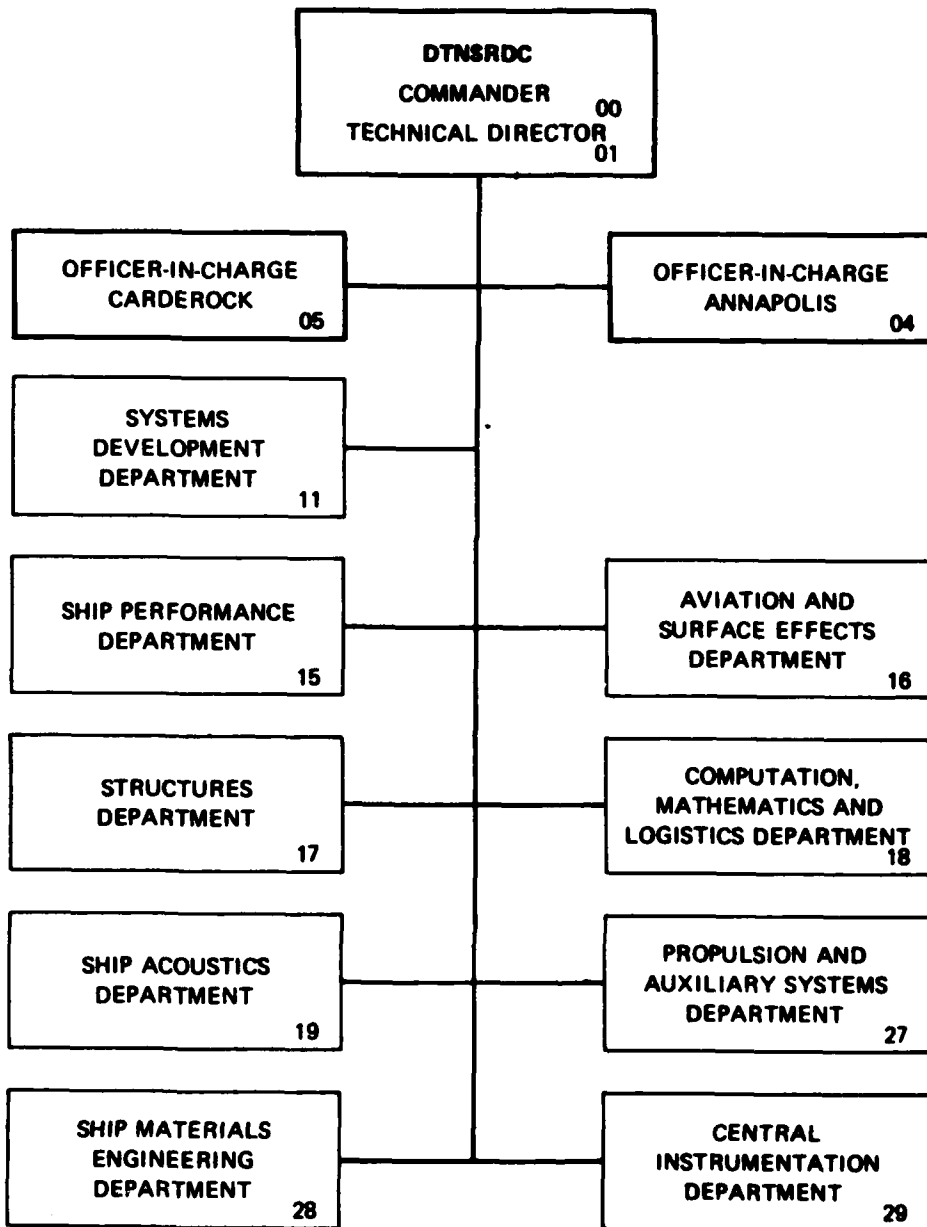 DTNSRDC
COMMANDER
00
TECHNICAL DIRECTOR
01
OFFICER-IN-CHARGE
CARDEROCK
05
OFFICER-IN-CHARGE
ANNAPOLIS
04
SYSTEMS
DEVELOPMENT
DEPARTMENT
11
SHIP PERFORMANCE
DEPARTMENT
15
AVIATION AND
SURFACE EFFECTS
DEPARTMENT
16
STRUCTURES
DEPARTMENT
17
COMPUTATION,
MATHEMATICS AND
LOGISTICS DEPARTMENT
18
SHIP ACOUSTICS
DEPARTMENT
19
PROPULSION AND
AUXILIARY SYSTEMS
DEPARTMENT
27
SHIP MATERIALS
ENGINEERING
DEPARTMENT
28
CENTRAL
INSTRUMENTATION
DEPARTMENT
29